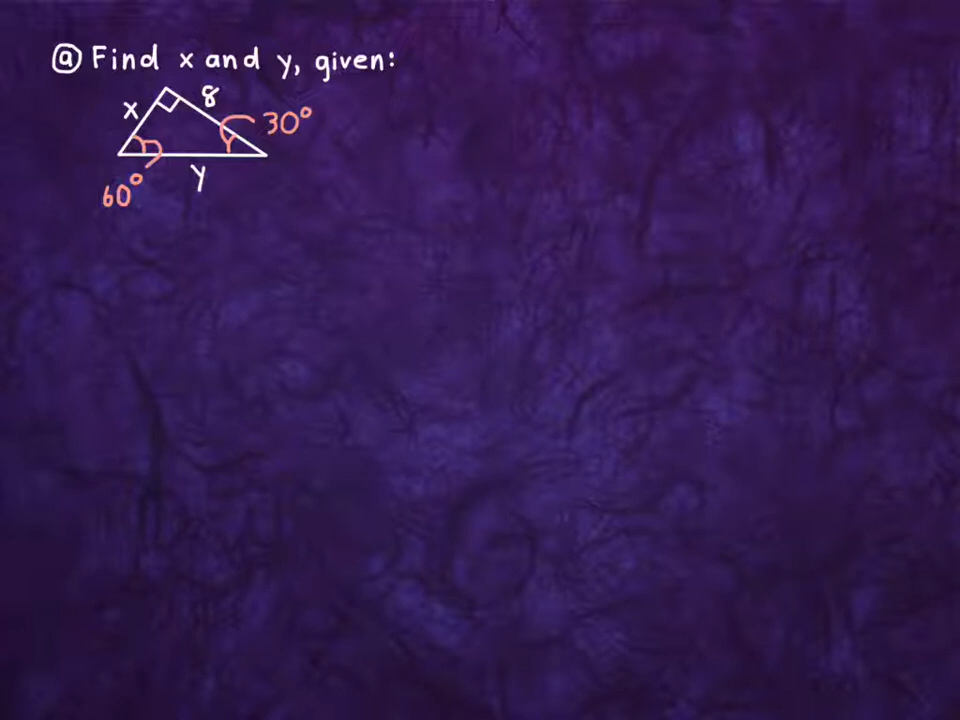 ⓐ Find x and y, given:
x
8
30°
y
60°